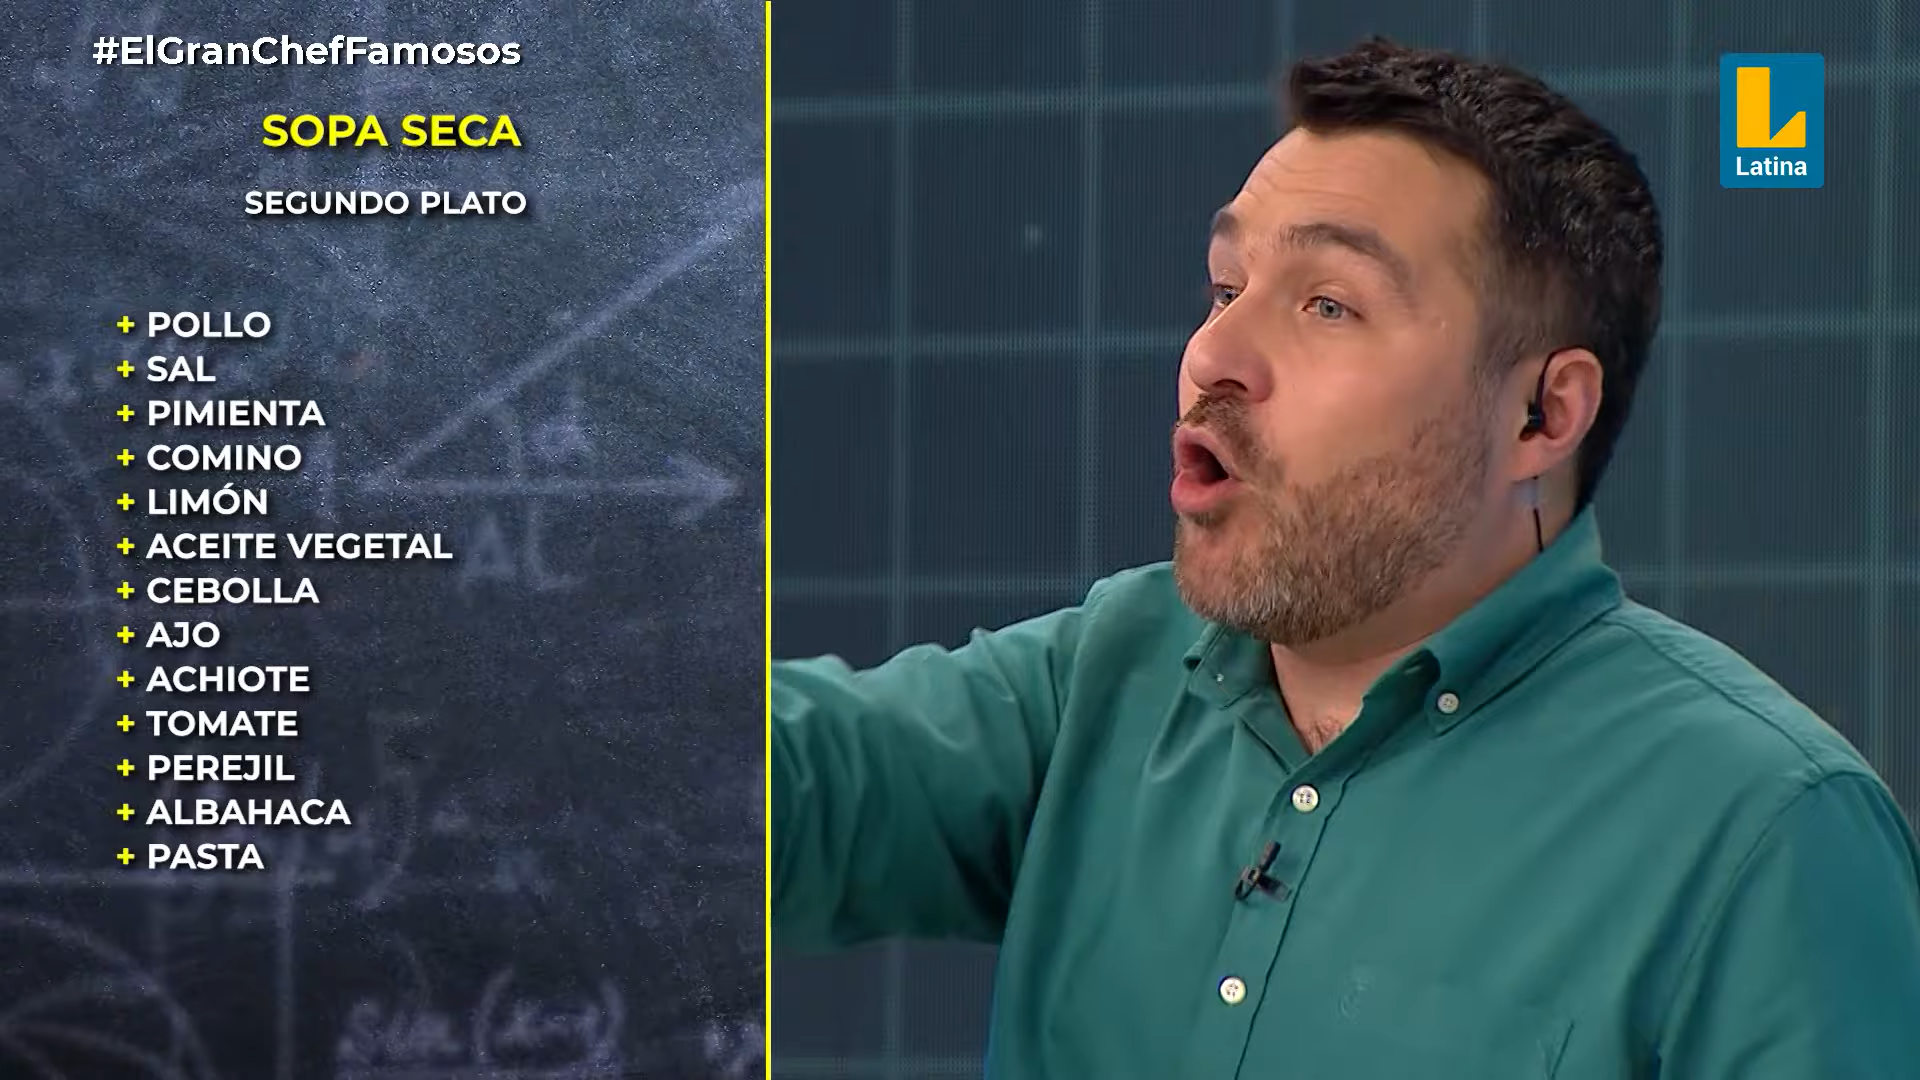 #ElGranChefFamosos
SOPA SECA
SEGUNDO PLATO
+ POLLO
+ SAL
+ PIMIENTA
+ COMINO
+ LIMÓN
+ ACEITE VEGETAL
+ CEBOLLA
+ AJO
+ ACHIOTE
+ TOMATE
+ PEREJIL
+ ALBAHACA
+ PASTA
Latina